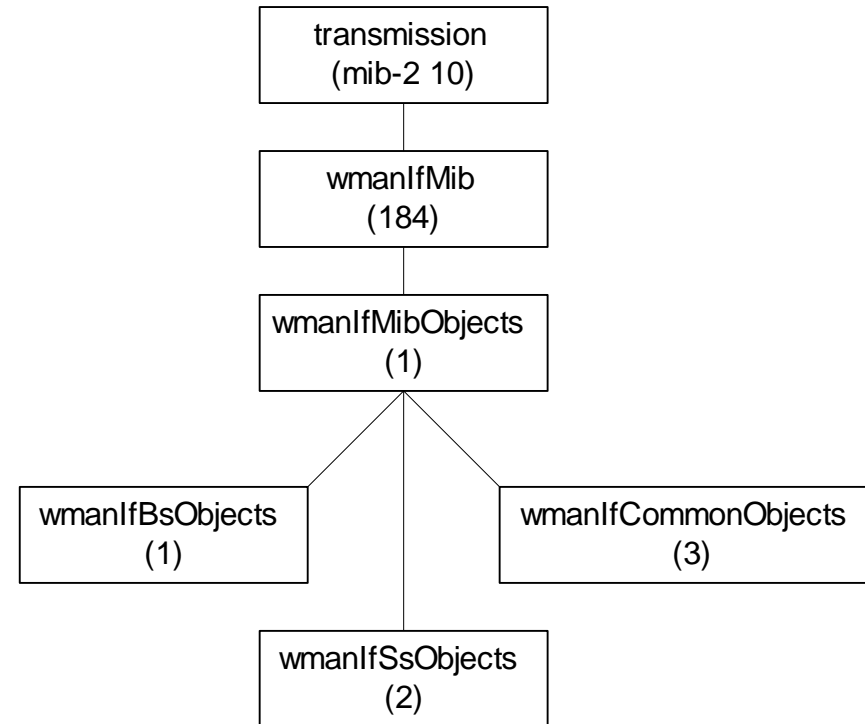 transmission
(mib-2 10)
wmanIfMib
(184)
wmanIfMibObjects
(1)
wmanIfBsObjects
(1)
wmanIfCommonObjects
(3)
wmanIfSsObjects
(2)